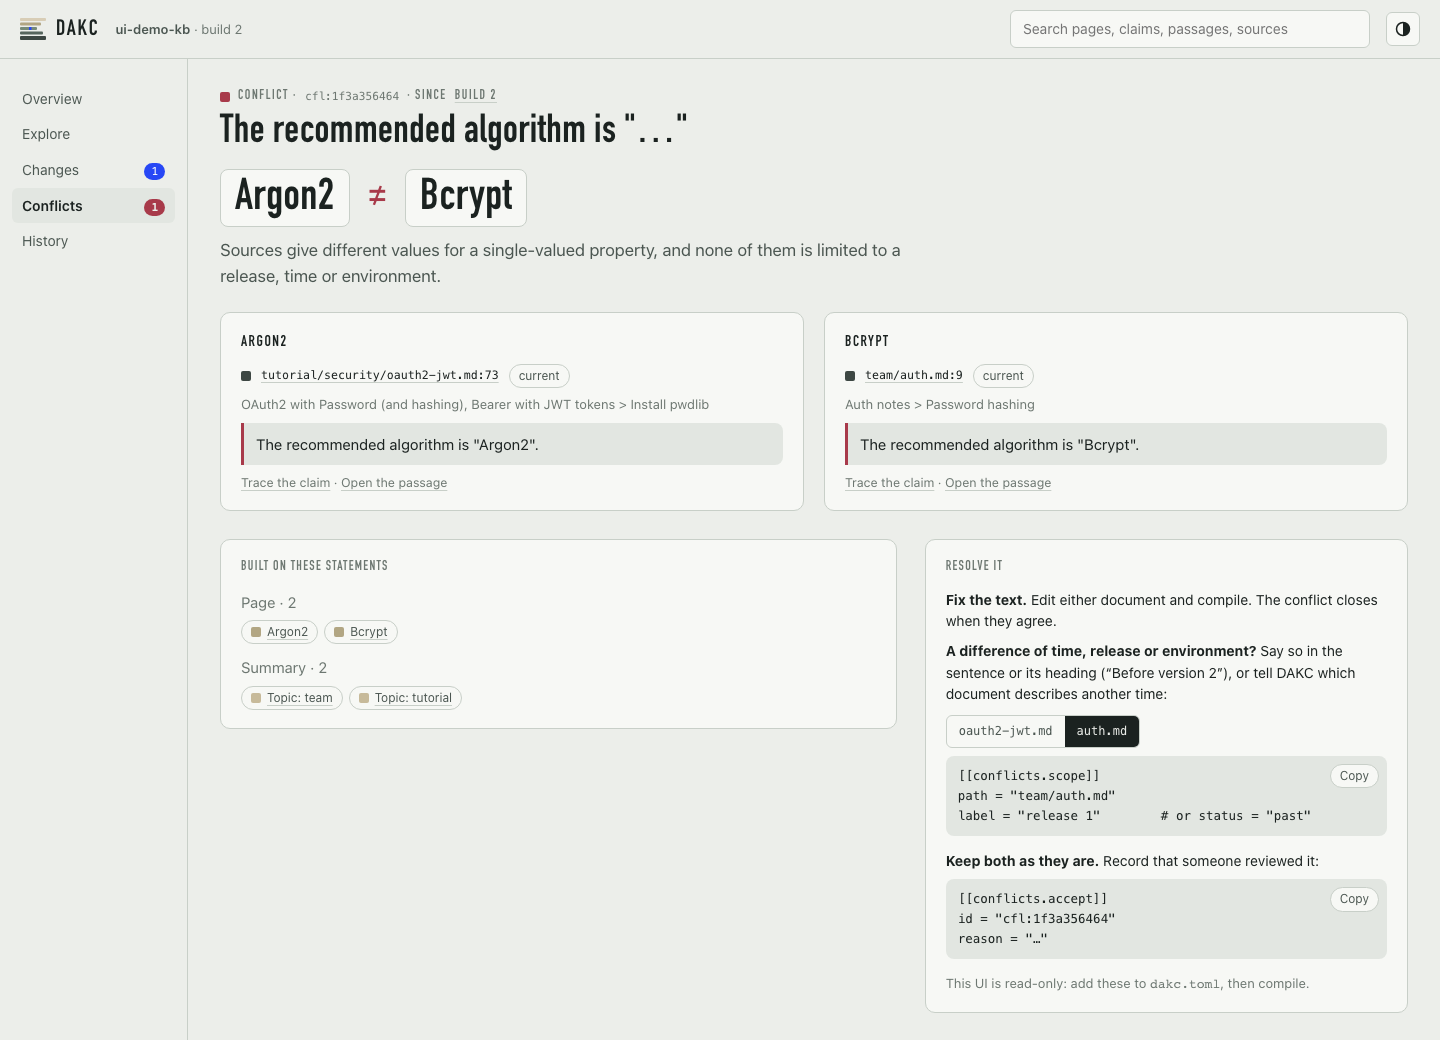 DAKC ui-demo-kb · build 2
Search pages, claims, passages, sources
Overview
Explore
Changes 1
Conflicts 1
History
CONFLICT · cfl:1f3a356464 · SINCE BUILD 2
The recommended algorithm is "..."
Argon2 ≠ Bcrypt
Sources give different values for a single-valued property, and none of them is limited to a
release, time or environment.
ARGON2
tutorial/security/oauth2-jwt.md:73 current
OAuth2 with Password (and hashing), Bearer with JWT tokens > Install pwdlib
The recommended algorithm is "Argon2".
Trace the claim · Open the passage
BCRYPT
team/auth.md:9 current
Auth notes > Password hashing
The recommended algorithm is "Bcrypt".
Trace the claim · Open the passage
BUILT ON THESE STATEMENTS
Page · 2
Argon2 Bcrypt
Summary · 2
Topic: team Topic: tutorial
RESOLVE IT
Fix the text. Edit either document and compile. The conflict closes
when they agree.
A difference of time, release or environment? Say so in the
sentence or its heading (“Before version 2”), or tell DAKC which
document describes another time:
oauth2-jwt.md auth.md
[[conflicts.scope]] Copy
path = "team/auth.md"
label = "release 1" # or status = "past"
Keep both as they are. Record that someone reviewed it:
[[conflicts.accept]] Copy
id = "cfl:1f3a356464"
reason = "…"
This UI is read-only: add these to dakc.toml, then compile.